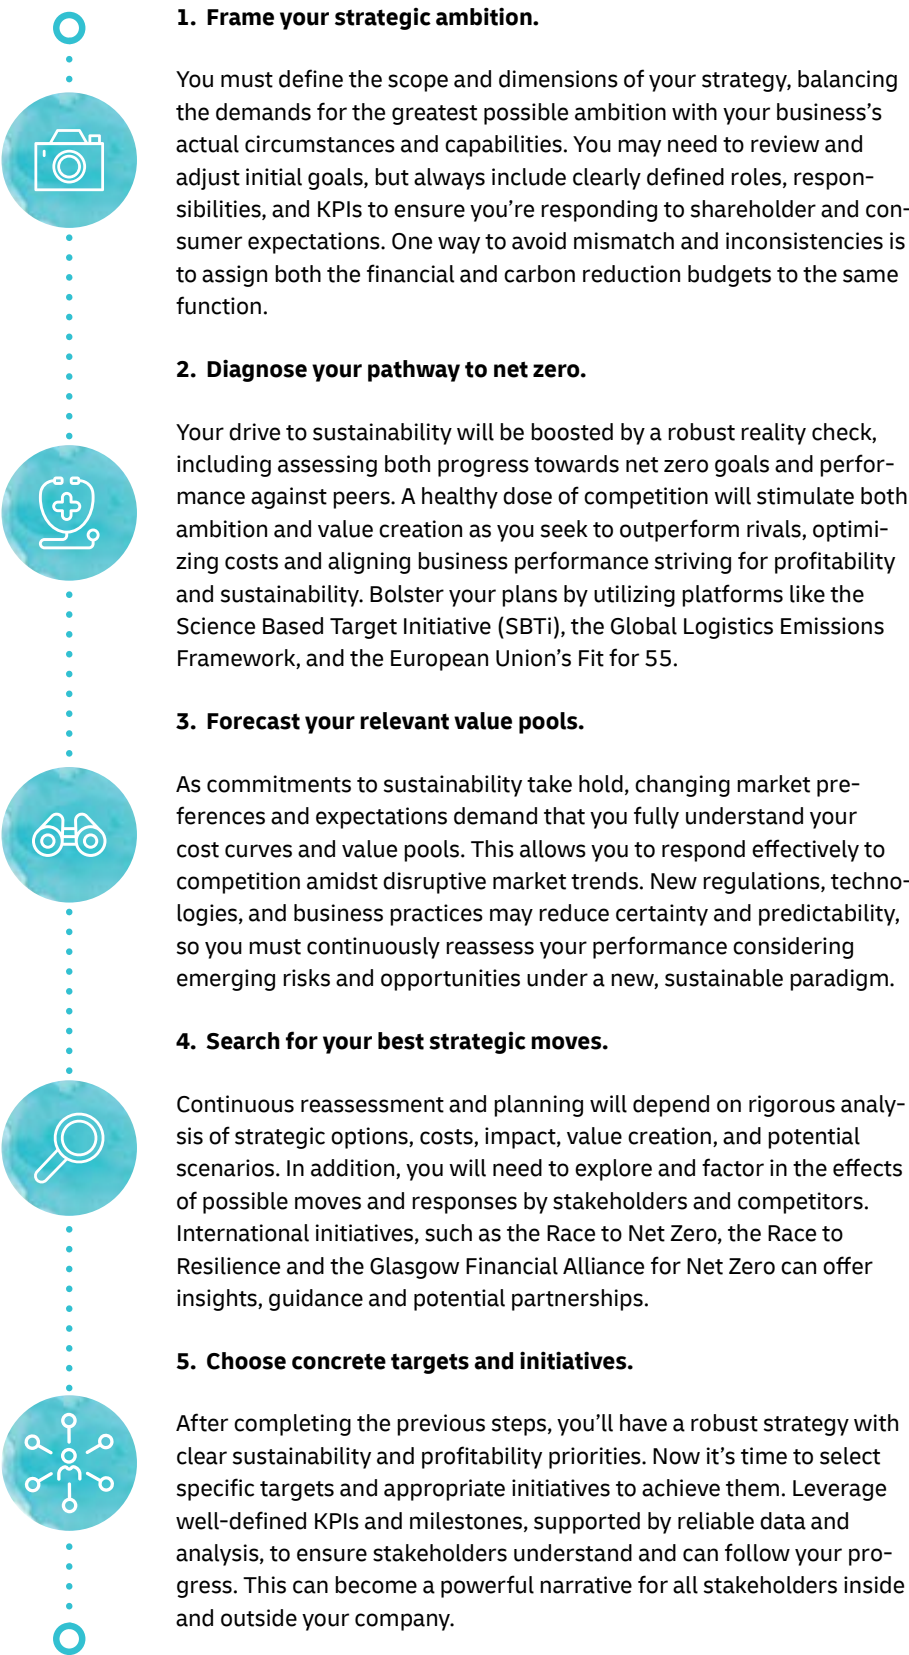 1. Frame your strategic ambition.
You must define the scope and dimensions of your strategy, balancing
the demands for the greatest possible ambition with your business’s
actual circumstances and capabilities. You may need to review and
adjust initial goals, but always include clearly defined roles, respon-
sibilities, and KPIs to ensure you’re responding to shareholder and con-
sumer expectations. One way to avoid mismatch and inconsistencies is
to assign both the financial and carbon reduction budgets to the same
function.
2. Diagnose your pathway to net zero.
Your drive to sustainability will be boosted by a robust reality check,
including assessing both progress towards net zero goals and perfor-
mance against peers. A healthy dose of competition will stimulate both
ambition and value creation as you seek to outperform rivals, optimi-
zing costs and aligning business performance striving for profitability
and sustainability. Bolster your plans by utilizing platforms like the
Science Based Target Initiative (SBTi), the Global Logistics Emissions
Framework, and the European Union’s Fit for 55.
3. Forecast your relevant value pools.
As commitments to sustainability take hold, changing market pre-
ferences and expectations demand that you fully understand your
cost curves and value pools. This allows you to respond effectively to
competition amidst disruptive market trends. New regulations, techno-
logies, and business practices may reduce certainty and predictability,
so you must continuously reassess your performance considering
emerging risks and opportunities under a new, sustainable paradigm.
4. Search for your best strategic moves.
Continuous reassessment and planning will depend on rigorous analy-
sis of strategic options, costs, impact, value creation, and potential
scenarios. In addition, you will need to explore and factor in the effects
of possible moves and responses by stakeholders and competitors.
International initiatives, such as the Race to Net Zero, the Race to
Resilience and the Glasgow Financial Alliance for Net Zero can offer
insights, guidance and potential partnerships.
5. Choose concrete targets and initiatives.
After completing the previous steps, you’ll have a robust strategy with
clear sustainability and profitability priorities. Now it’s time to select
specific targets and appropriate initiatives to achieve them. Leverage
well-defined KPIs and milestones, supported by reliable data and
analysis, to ensure stakeholders understand and can follow your pro-
gress. This can become a powerful narrative for all stakeholders inside
and outside your company.